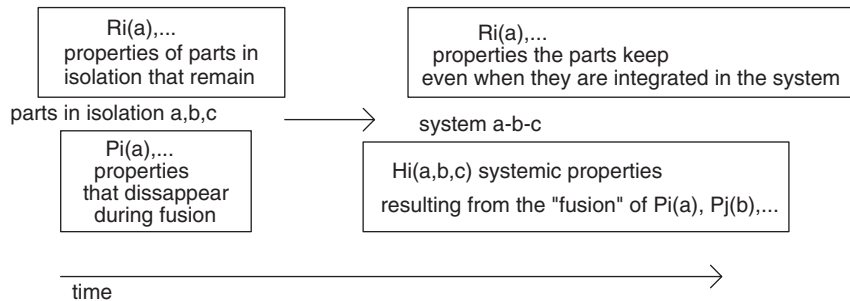 Ri(a),...
properties of parts in
isolation that remain
parts in isolation a,b,c
Pi(a),...
properties
that dissappear
during fusion
Ri(a),...
properties the parts keep
even when they are integrated in the system
system a-b-c
Hi(a,b,c) systemic properties
resulting from the "fusion" of Pi(a), Pj(b),...
time